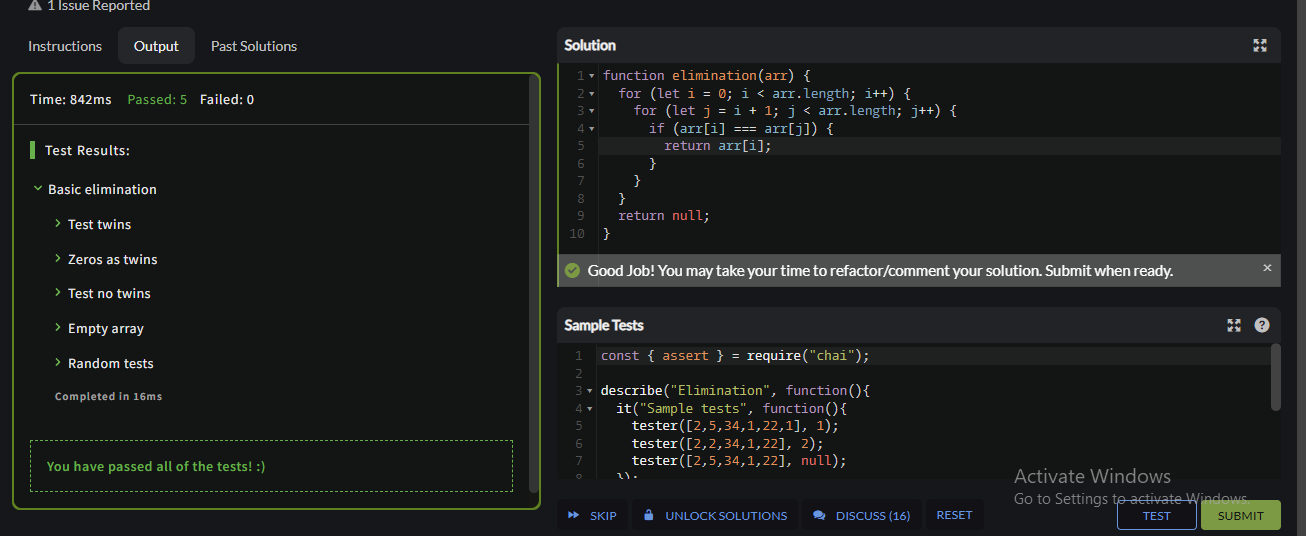 1 Issue Reported
Instructions
Output
Past Solutions
Time: 842ms Passed: 5 Failed: 0
Test Results:
Basic elimination
Test twins
Zeros as twins
Test no twins
Empty array
Random tests
Completed in 16ms
You have passed all of the tests! :)
Solution
1 function elimination(arr) {
2 for (let i = 0; i < arr.length; i++) {
3 for (let j = i + 1; j < arr.length; j++) {
4 if (arr[i] === arr[j]) {
5 return arr[i];
6 }
7 }
8 }
9 return null;
10 }
Good Job! You may take your time to refactor/comment your solution. Submit when ready.
Sample Tests
1 const { assert } = require("chai");
2
3 describe("Elimination", function(){
4 it("Sample tests", function(){
5 tester([2,5,34,1,22,1], 1);
6 tester([2,2,34,1,22], 2);
7 tester([2,5,34,1,22], null);
8 });
Activate Windows
Go to Settings to activate Windows.
SKIP
UNLOCK SOLUTIONS
DISCUSS (16)
RESET
TEST
SUBMIT